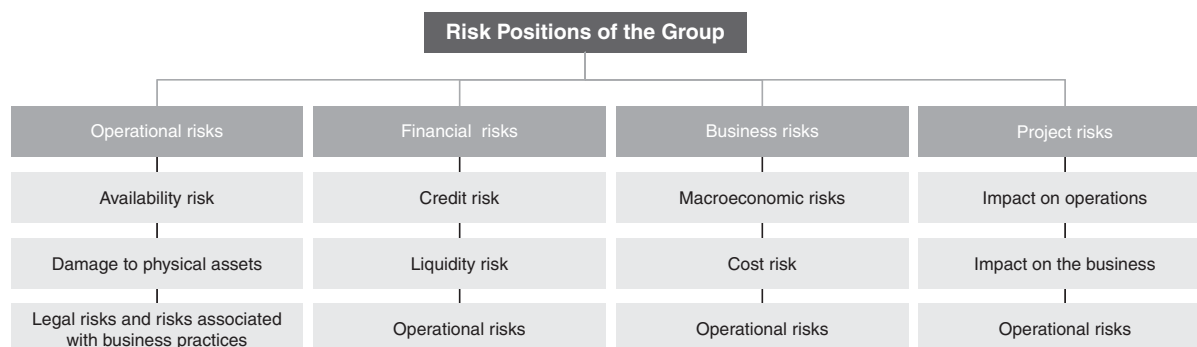 Risk Positions of the Group
Operational risks
Financial risks
Business risks
Project risks
Availability risk
Credit risk
Macroeconomic risks
Impact on operations
Damage to physical assets
Liquidity risk
Cost risk
Impact on the business
Legal risks and risks associated
with business practices
Operational risks
Operational risks
Operational risks